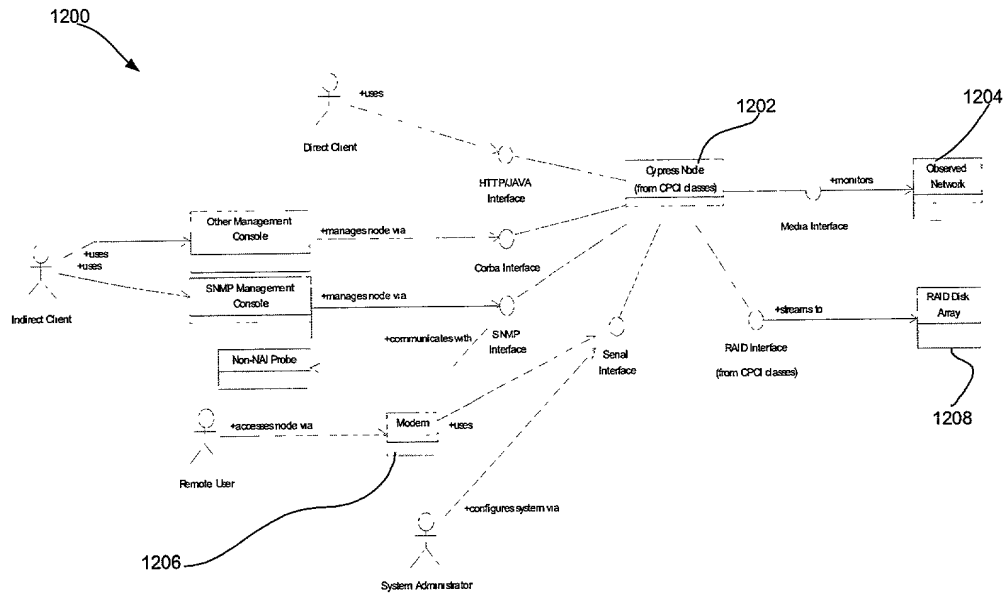 1200
+uses
Direct Client
HTTP/JAVA
Interface
1202
Cypress Node
(from CPCI classes)
1204
Observed
Network
+monitors
Media Interface
Other Management
Console
+manages node via
Corba Interface
+uses
+uses
Indirect Client
SNMP Management
Console
+manages node via
SNMP
Interface
+communicates with
Non-NAI Probe
Serial
Interface
+streams to
RAID Interface
(from CPCI classes)
RAID Disk
Array
1208
+accesses node via
Remote User
Modem
+uses
1206
+configures system via
System Administrator